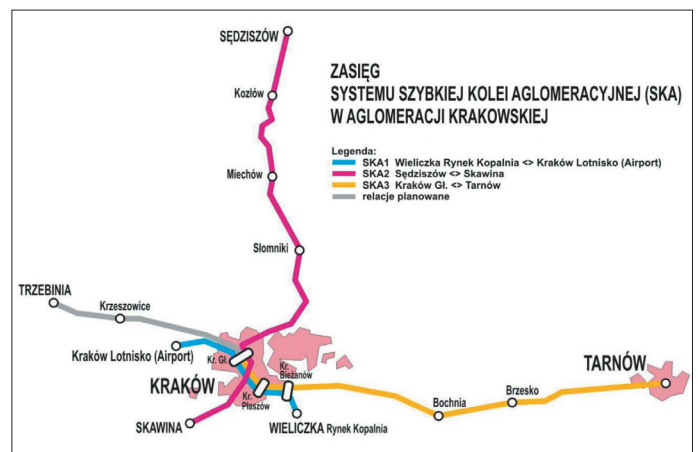 SĘDZISZÓW
ZASIĘG
SYSTEMU SZYBKIEJ KOLEI AGLOMERACYJNEJ (SKA)
W AGLOMERACJI KRAKOWSKIEJ
Kozłów
Legenda:
SKA1 Wieliczka Rynek Kopalnia <> Kraków Lotnisko (Airport)
SKA2 Sędziszów <> Skawina
SKA3 Kraków Gł. <> Tarnów
relacje planowane
Miechów
Słomniki
TRZEBINIA
Krzeszowice
Kraków Lotnisko (Airport)
Kr. Gł.
Kr.
Bieżanów
TARNÓW
KRAKÓW
Kr.
Płaszów
Brzesko
Bochnia
SKAWINA
WIELICZKA Rynek Kopalnia